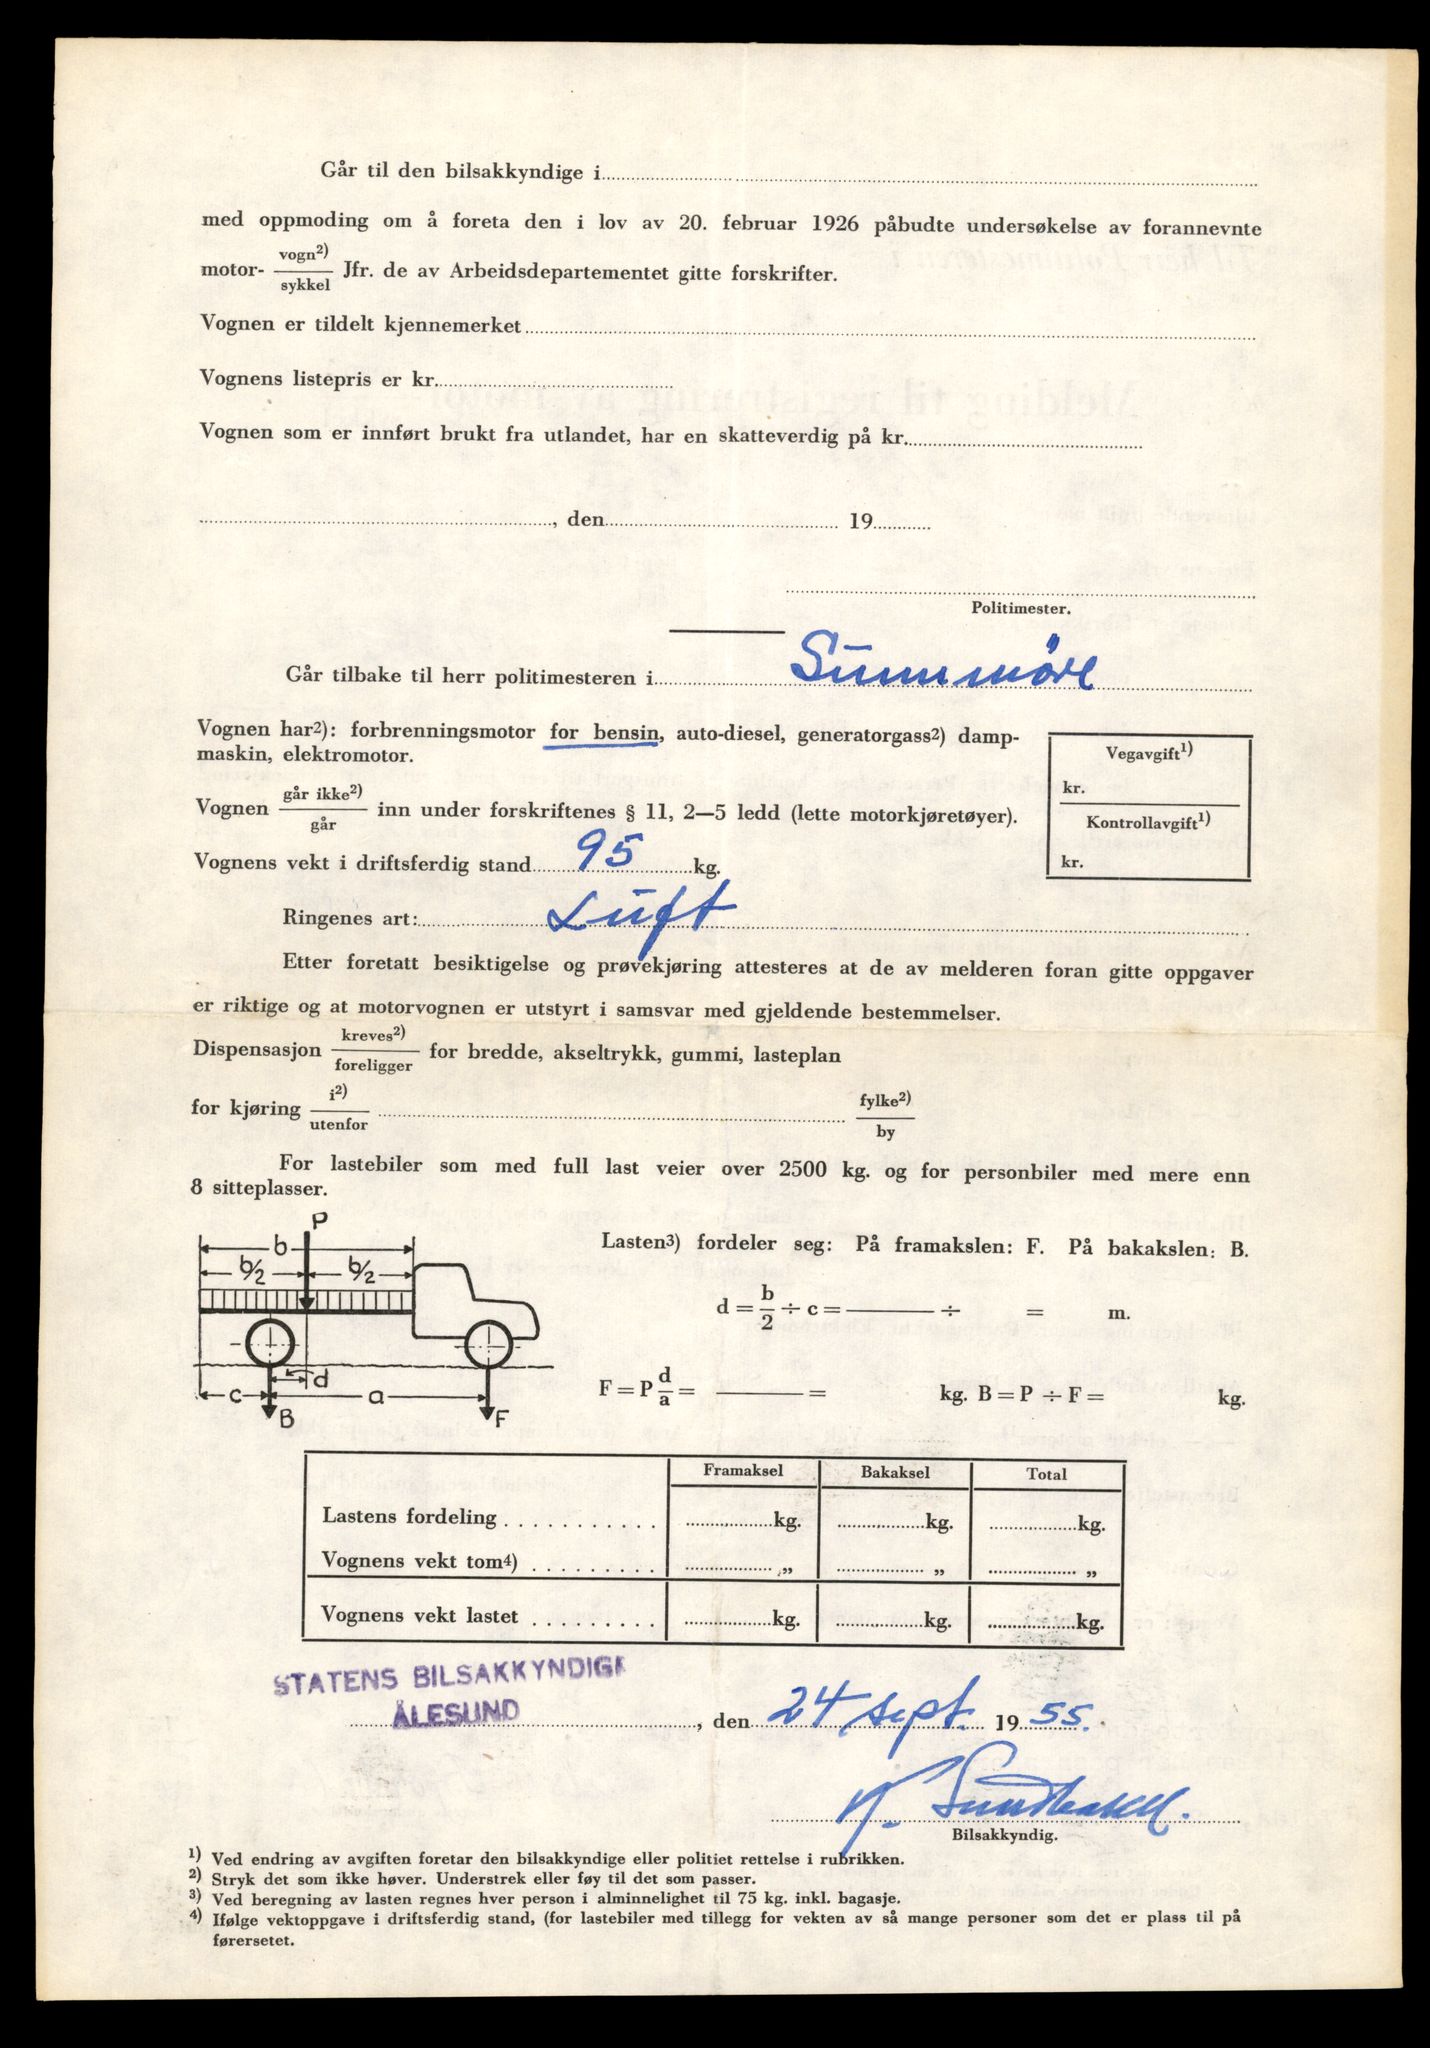 Går til den bilsakkyndige i
med oppmoding om å foreta den i lov av 20. februar 1926 påbudte undersøkelse av forannevnte
motor- vogn²)/sykkel Jfr. de av Arbeidsdepartementet gitte forskrifter.
Vognen er tildelt kjennemerket
Vognens listepris er kr.
Vognen som er innført brukt fra utlandet, har en skatteverdig på kr.
, den 19
Politimester.
Går tilbake til herr politimesteren i Sunnmöre
Vognen har²): forbrenningsmotor for bensin, auto-diesel, generatorgass²) damp-
maskin, elektromotor.
Vegavgift¹)
kr.
Kontrollavgift¹)
kr.
Vognen går ikke²)/går inn under forskriftenes § 11, 2—5 ledd (lette motorkjøretøyer).
Vognens vekt i driftsferdig stand 95 kg.
Ringenes art: Luft
Etter foretatt besiktigelse og prøvekjøring attesteres at de av melderen foran gitte oppgaver
er riktige og at motorvognen er utstyrt i samsvar med gjeldende bestemmelser.
Dispensasjon kreves²)/foreligger for bredde, akseltrykk, gummi, lasteplan
for kjøring i²)/utenfor fylke²)/by
For lastebiler som med full last veier over 2500 kg. og for personbiler med mere enn
8 sitteplasser.
P
b
b/2 b/2
d
c a
B F
Lasten³) fordeler seg: På framakslen: F. På bakakslen: B.
d = b/2 ÷ c = ——— ÷ = m.
F = P d/a = ——— = kg. B = P ÷ F = kg.
Framaksel Bakaksel Total
Lastens fordeling . . . . . . . . . . . kg. kg. kg.
Vognens vekt tom⁴) . . . . . . . . . „ „ „
Vognens vekt lastet . . . . . . . . . kg. kg. kg.
STATENS BILSAKKYNDIGE
ÅLESUND , den 24 sept. 1955.
Bilsakkyndig.
¹) Ved endring av avgiften foretar den bilsakkyndige eller politiet rettelse i rubrikken.
²) Stryk det som ikke høver. Understrek eller føy til det som passer.
³) Ved beregning av lasten regnes hver person i alminnelighet til 75 kg. inkl. bagasje.
⁴) Ifølge vektoppgave i driftsferdig stand, (for lastebiler med tillegg for vekten av så mange personer som det er plass til på
førersetet.